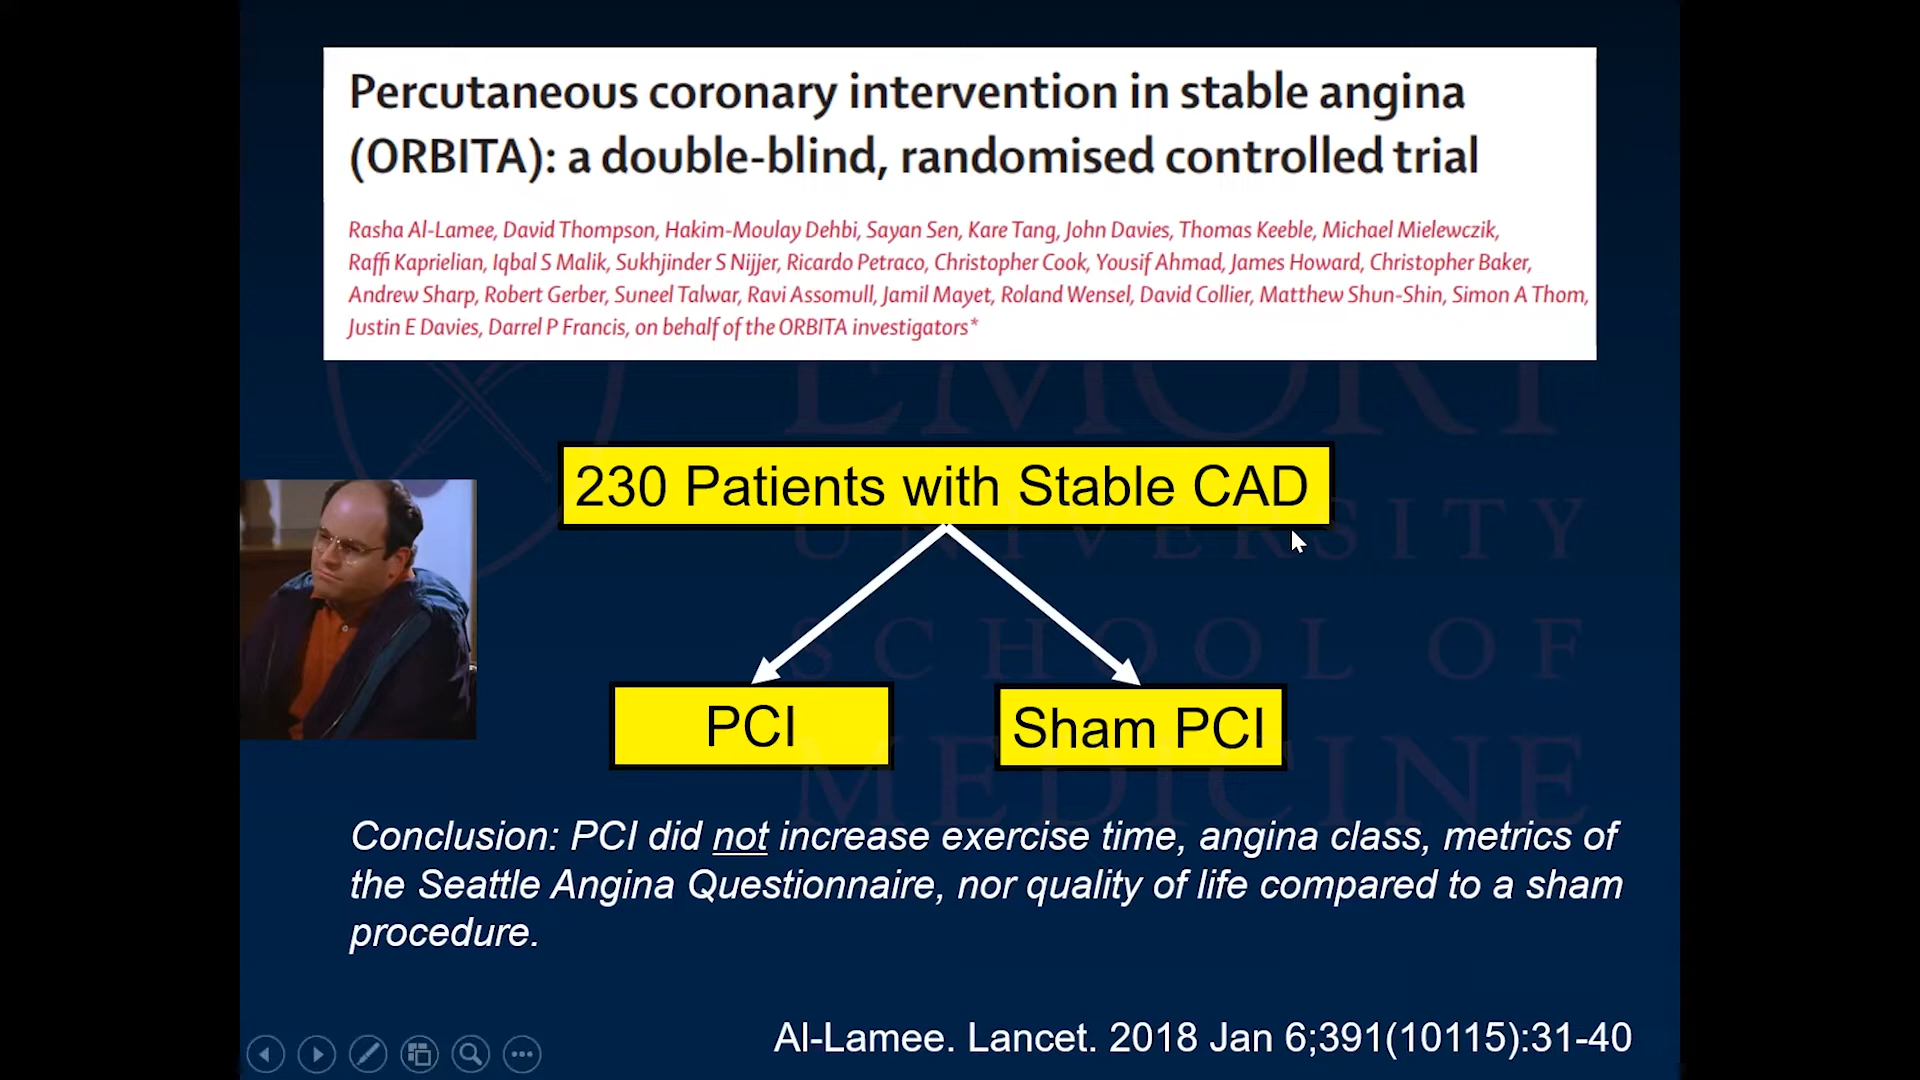 Percutaneous coronary intervention in stable angina
(ORBITA): a double-blind, randomised controlled trial
Rasha Al-Lamee, David Thompson, Hakim-Moulay Dehbi, Sayan Sen, Kare Tang, John Davies, Thomas Keeble, Michael Mielewczik,
Raffi Kaprielian, Iqbal S Malik, Sukhjinder S Nijjer, Ricardo Petraco, Christopher Cook, Yousif Ahmad, James Howard, Christopher Baker,
Andrew Sharp, Robert Gerber, Suneel Talwar, Ravi Assomull, Jamil Mayet, Roland Wensel, David Collier, Matthew Shun-Shin, Simon A Thom,
Justin E Davies, Darrel P Francis, on behalf of the ORBITA investigators*
EMORY
230 Patients with Stable CAD
UNIVERSITY
SCHOOL OF
PCI
Sham PCI
MEDICINE
Conclusion: PCI did not increase exercise time, angina class, metrics of
the Seattle Angina Questionnaire, nor quality of life compared to a sham
procedure.
Al-Lamee. Lancet. 2018 Jan 6;391(10115):31-40